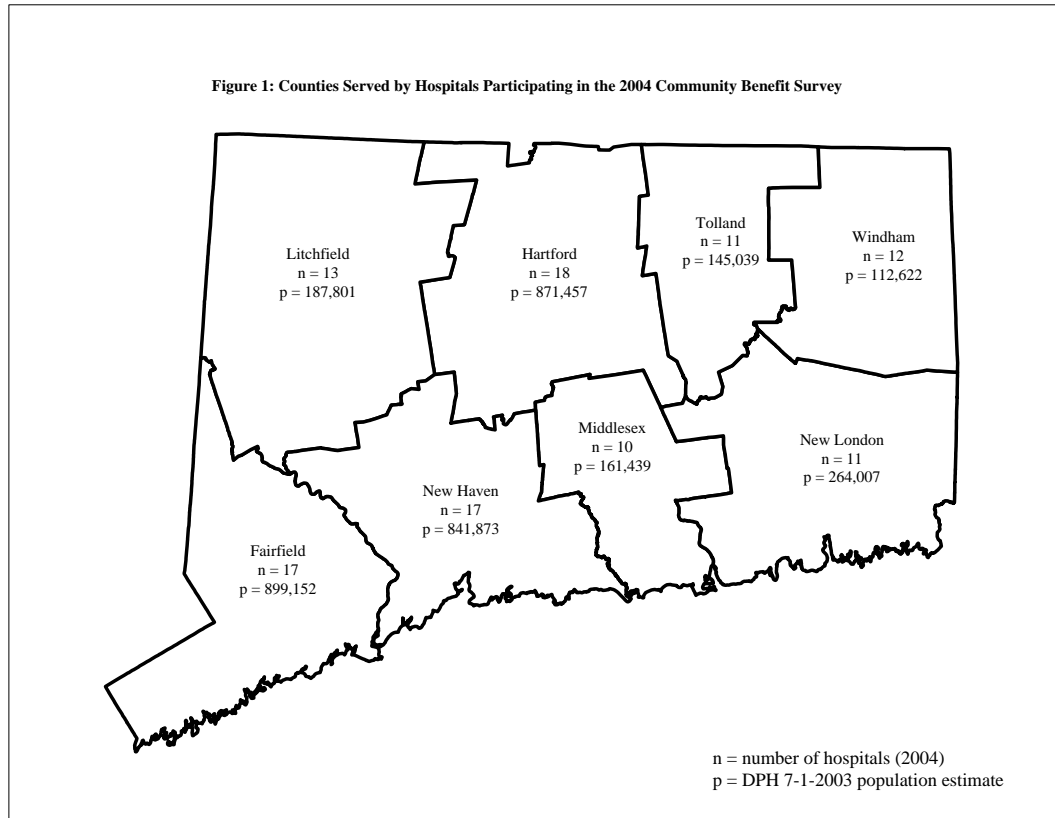 Figure 1: Counties Served by Hospitals Participating in the 2004 Community Benefit Survey
Litchfield
n = 13
p = 187,801
Hartford
n = 18
p = 871,457
Tolland
n = 11
p = 145,039
Windham
n = 12
p = 112,622
Middlesex
n = 10
p = 161,439
New London
n = 11
p = 264,007
New Haven
n = 17
p = 841,873
Fairfield
n = 17
p = 899,152
n = number of hospitals (2004)
p = DPH 7-1-2003 population estimate